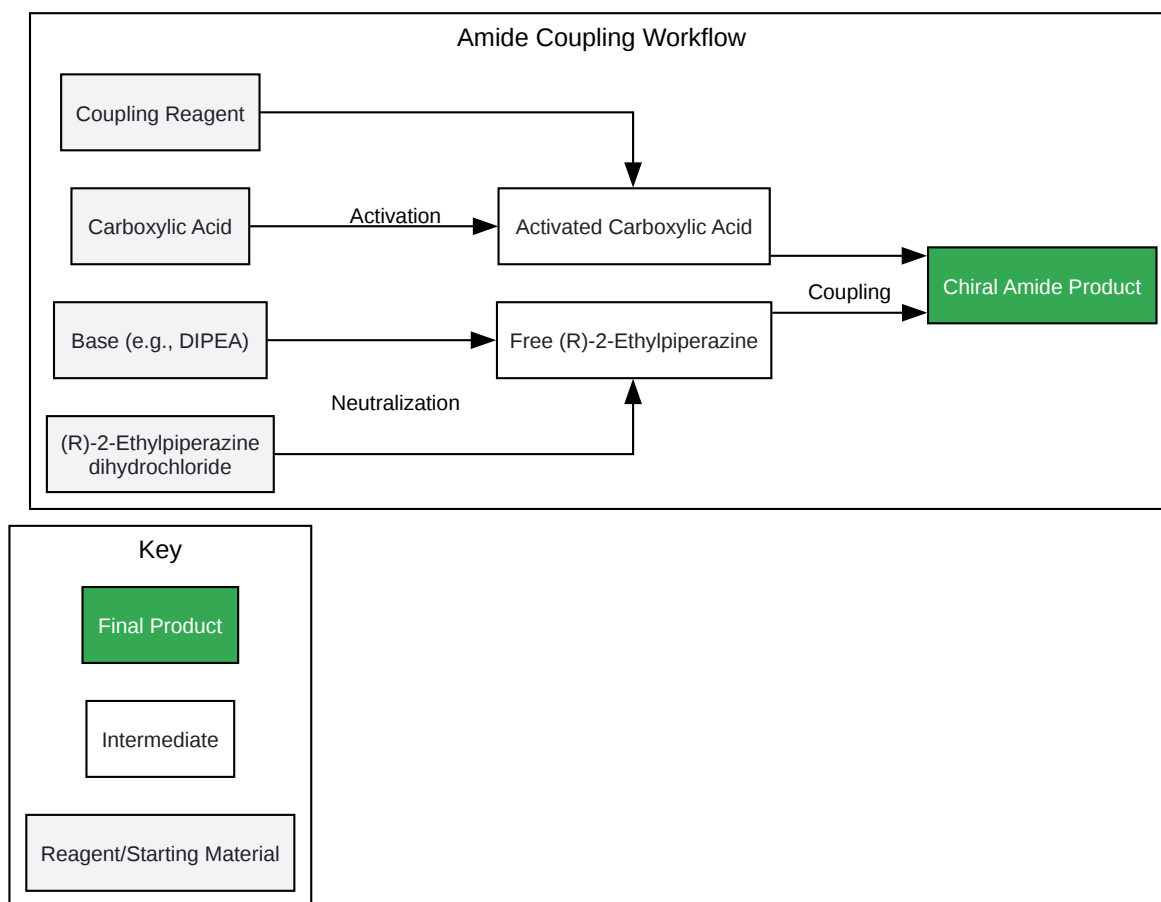 Amide Coupling Workflow
Coupling Reagent
Carboxylic Acid
Activation
Activated Carboxylic Acid
Chiral Amide Product
Coupling
Base (e.g., DIPEA)
Free (R)-2-Ethylpiperazine
Neutralization
(R)-2-Ethylpiperazine
dihydrochloride
Key
Final Product
Intermediate
Reagent/Starting Material